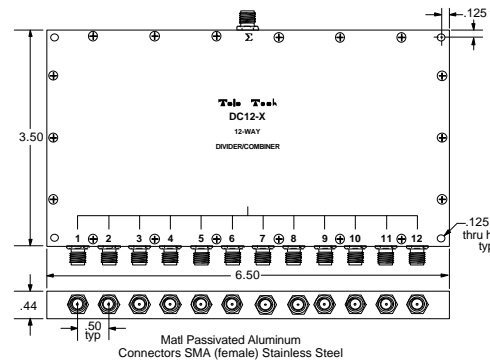 .125
Σ
Tele Tech
DC12-X
12-WAY
DIVIDER/COMBINER
3.50
1 2 3 4 5 6 7 8 9 10 11 12
.125
thru h
typ
6.50
.44
.50
typ
Matl Passivated Aluminum
Connectors SMA (female) Stainless Steel